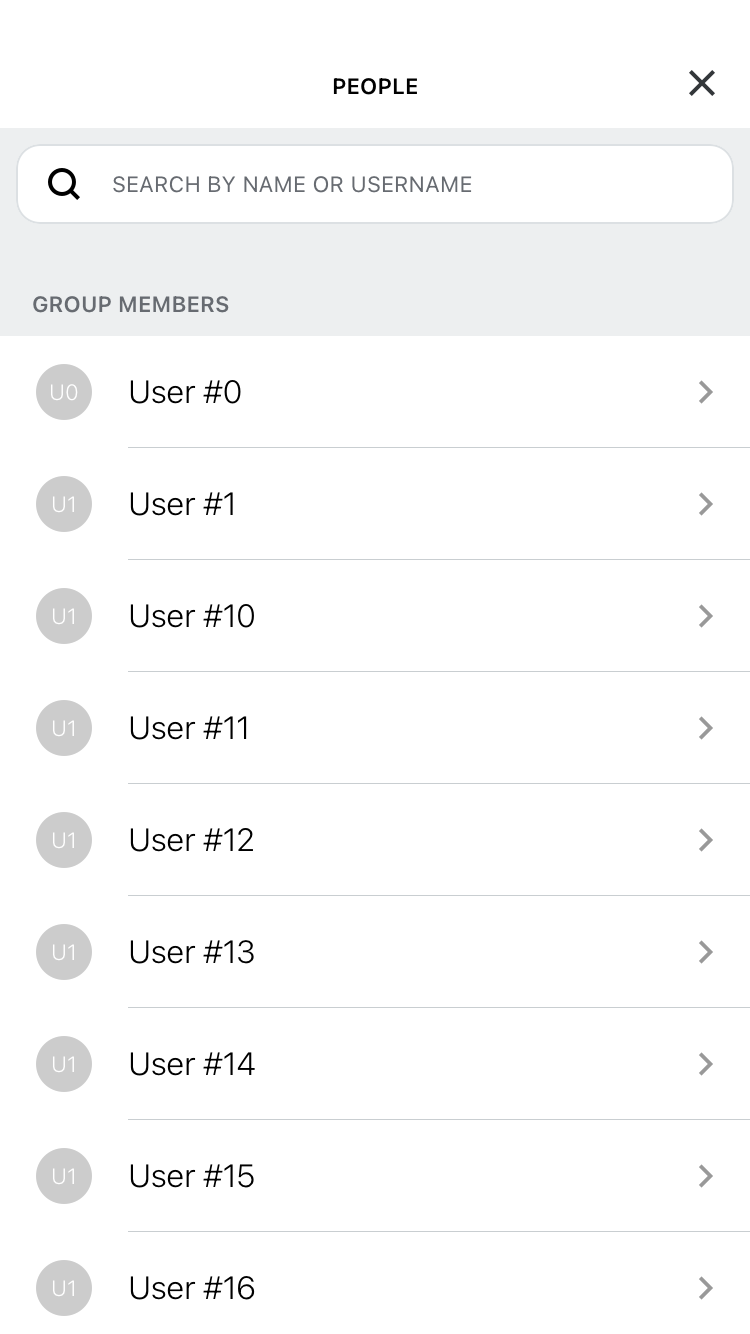 PEOPLE
SEARCH BY NAME OR USERNAME
GROUP MEMBERS
U0 User #0
U1 User #1
U1 User #10
U1 User #11
U1 User #12
U1 User #13
U1 User #14
U1 User #15
U1 User #16